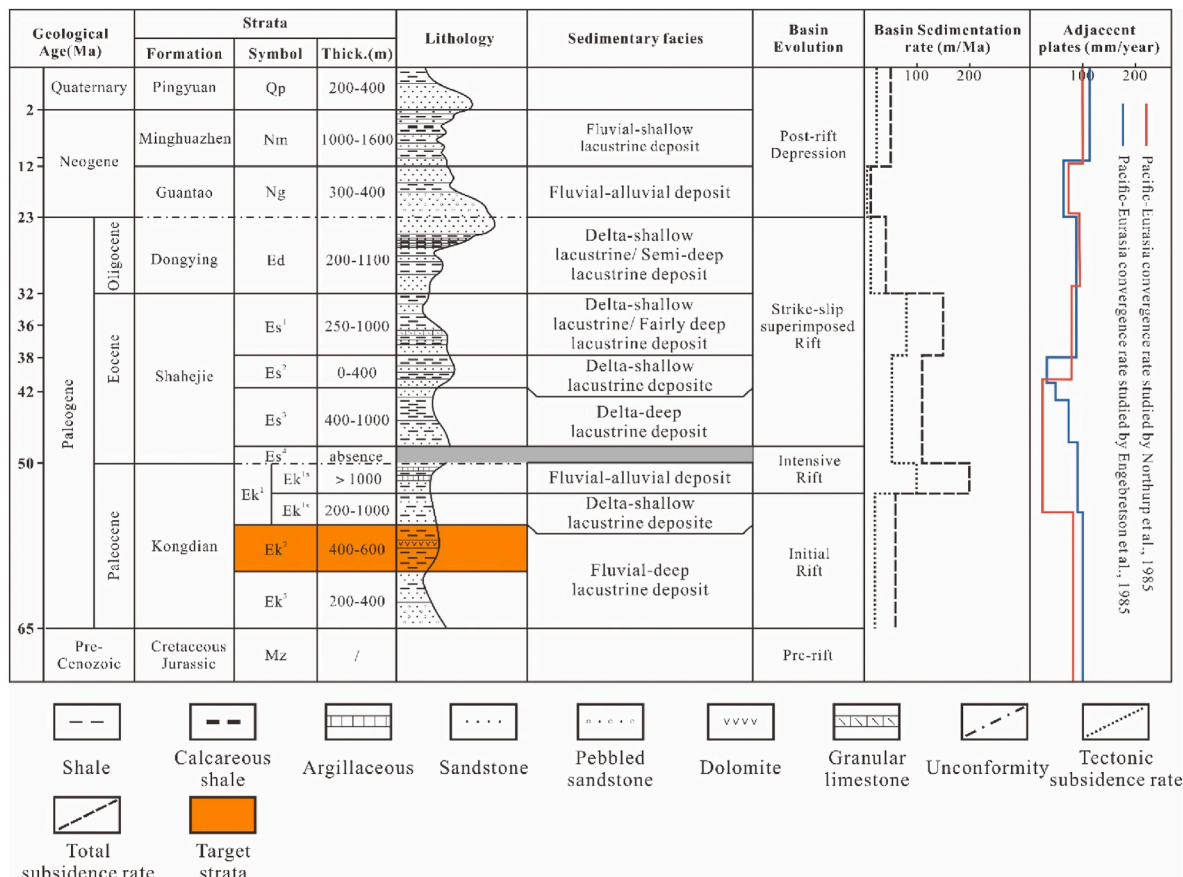 Geological
Age(Ma)
Strata
Formation
Symbol
Thick.(m)
Lithology
Sedimentary facies
Basin
Evolution
Basin Sedimentation
rate (m/Ma)
100
200
Adjacent
plates (mm/year)
100
200
Quaternary
Pingyuan
Qp
200-400
2
Neogene
Minghuazhen
Nm
1000-1600
Fluvial-shallow
lacustrine deposit
Post-rift
Depression
12
Guantao
Ng
300-400
Fluvial-alluvial deposit
23
Paleogene
Oligocene
Dongying
Ed
200-1100
Delta-shallow
lacustrine/ Semi-deep
lacustrine deposit
Strike-slip
superimposed
Rift
32
Eocene
Shahejie
Es¹
250-1000
Delta-shallow
lacustrine/ Fairly deep
lacustrine deposit
36
38
Es²
0-400
Delta-shallow
lacustrine deposite
42
Es³
400-1000
Delta-deep
lacustrine deposit
Es⁴
absence
Intensive
Rift
50
Paleocene
Kongdian
Ek¹
Ek¹ˢ
> 1000
Fluvial-alluvial deposit
Ek¹ˣ
200-1000
Delta-shallow
lacustrine deposite
Initial
Rift
Ek²
400-600
Fluvial-deep
lacustrine deposit
Ek³
200-400
65
Pre-
Cenozoic
Cretaceous
Jurassic
Mz
/
Pre-rift
Pacific-Eurasia convergence rate studied by Northurp et al., 1985
Pacific-Eurasia convergence rate studied by Engebretson et al., 1985
Shale
Calcareous
shale
Argillaceous
Sandstone
Pebbled
sandstone
Dolomite
Granular
limestone
Unconformity
Tectonic
subsidence rate
Total
subsidence rate
Target
strata